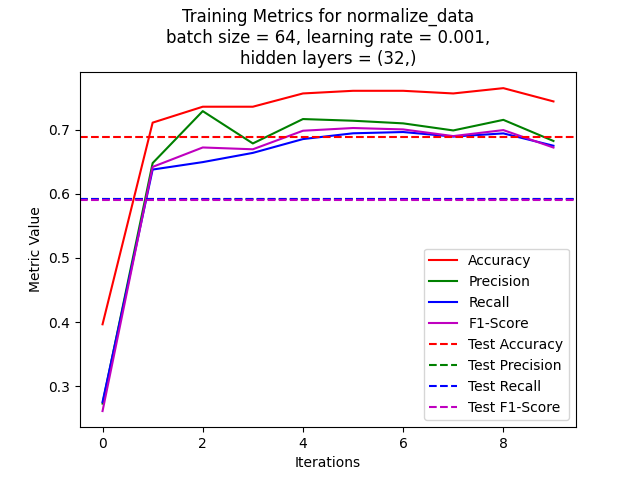 Training Metrics for normalize_data
batch size = 64, learning rate = 0.001,
hidden layers = (32,)
Metric Value
0.7
0.6
0.5
0.4
0.3
Accuracy
Precision
Recall
F1-Score
Test Accuracy
Test Precision
Test Recall
Test F1-Score
0 2 4 6 8
Iterations